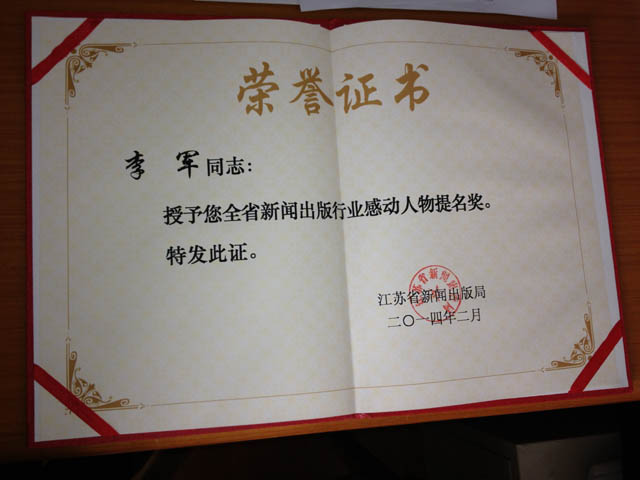 荣誉证书
李 军同志：
授予您全省新闻出版行业感动人物提名奖。
特发此证。
江苏省新闻出版局
二〇一四年二月